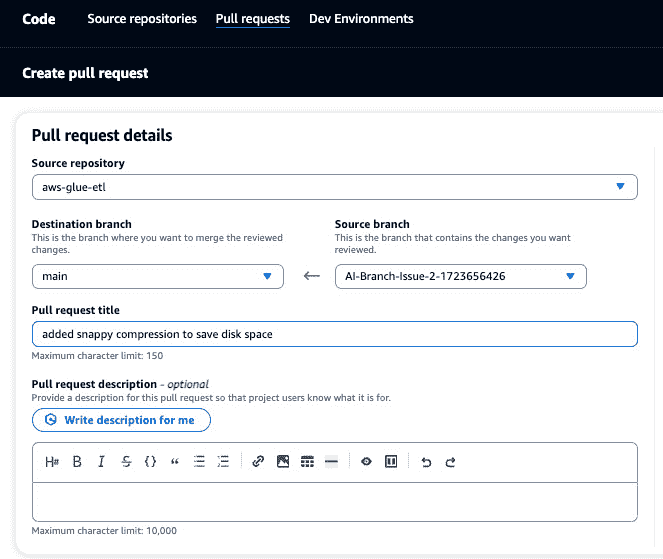 Code Source repositories Pull requests Dev Environments
Create pull request
Pull request details
Source repository
aws-glue-etl
Destination branch
This is the branch where you want to merge the reviewed
changes.
main
Source branch
This is the branch that contains the changes you want
reviewed.
AI-Branch-Issue-2-1723656426
Pull request title
added snappy compression to save disk space
Maximum character limit: 150
Pull request description - optional
Provide a description for this pull request so that project users know what it is for.
Write description for me
H# B I S {} “
Maximum character limit: 10,000